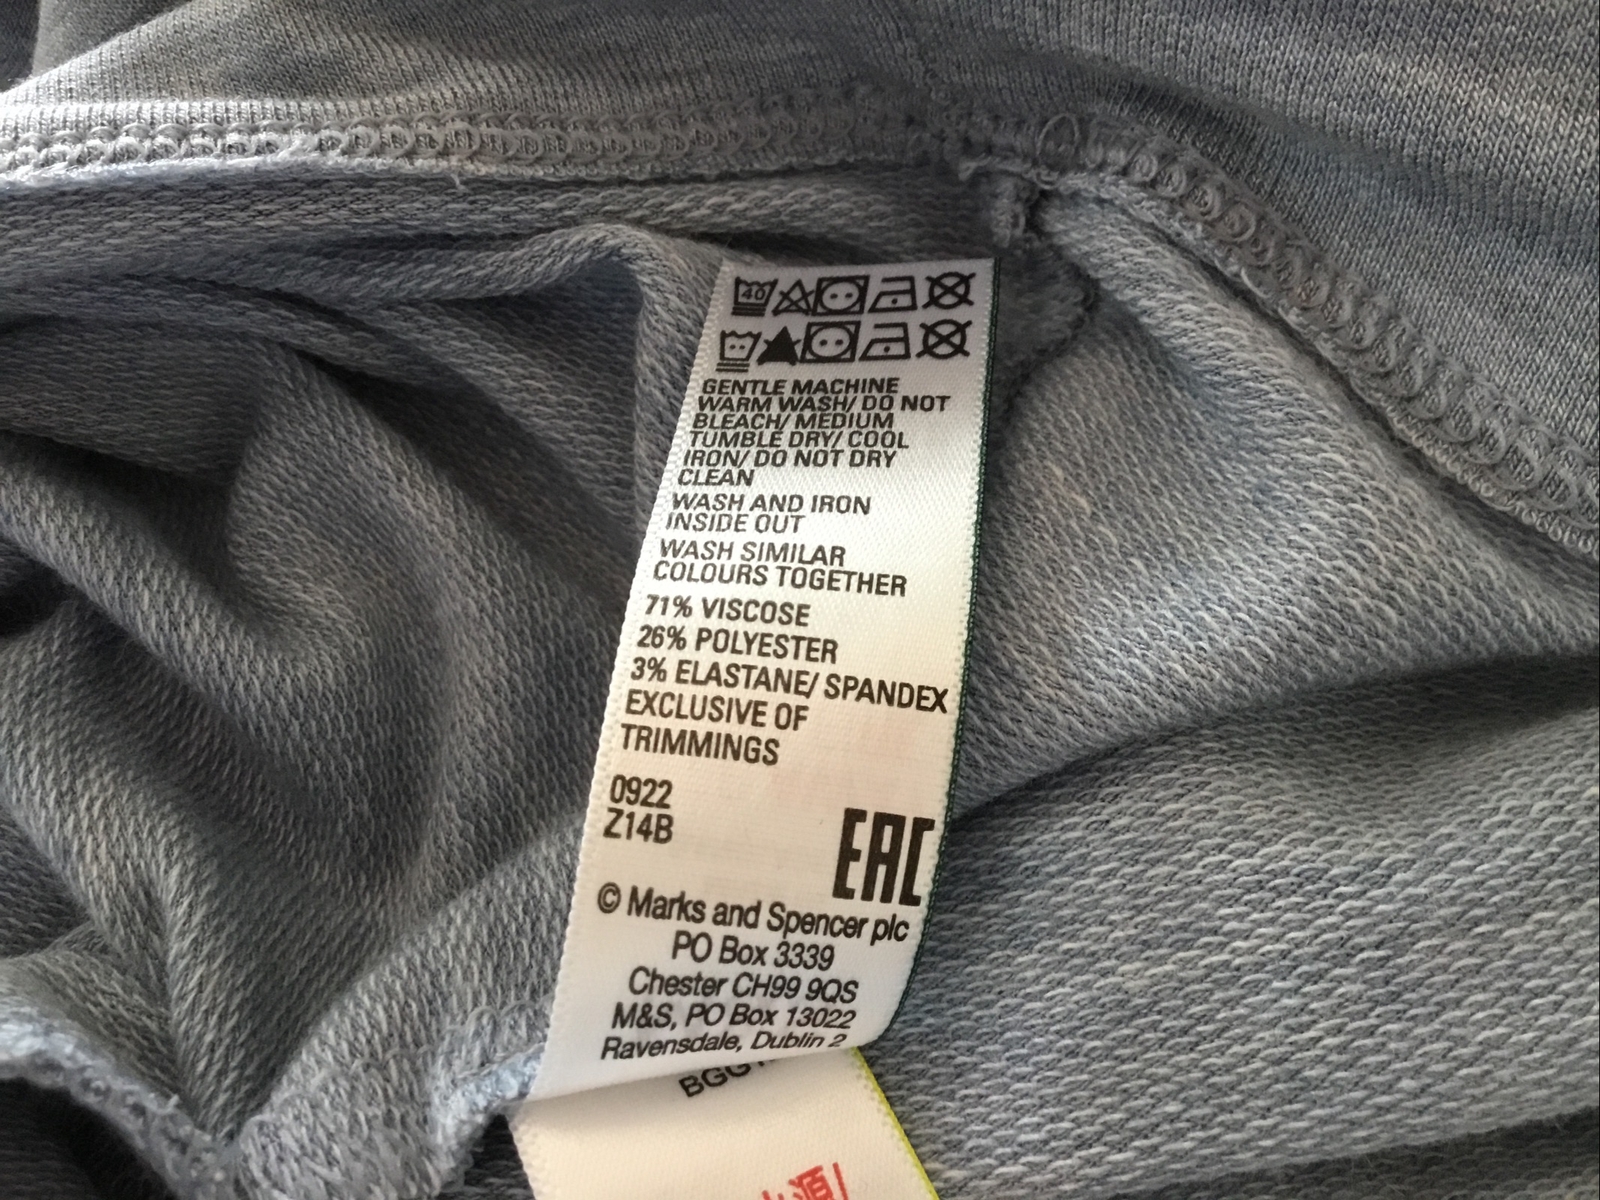 40
GENTLE MACHINE
WARM WASH/ DO NOT
BLEACH/ MEDIUM
TUMBLE DRY/ COOL
IRON/ DO NOT DRY
CLEAN
WASH AND IRON
INSIDE OUT
WASH SIMILAR
COLOURS TOGETHER
71% VISCOSE
26% POLYESTER
3% ELASTANE/ SPANDEX
EXCLUSIVE OF
TRIMMINGS
0922
Z14B
EAC
© Marks and Spencer plc
PO Box 3339
Chester CH99 9QS
M&S, PO Box 13022
Ravensdale, Dublin 2